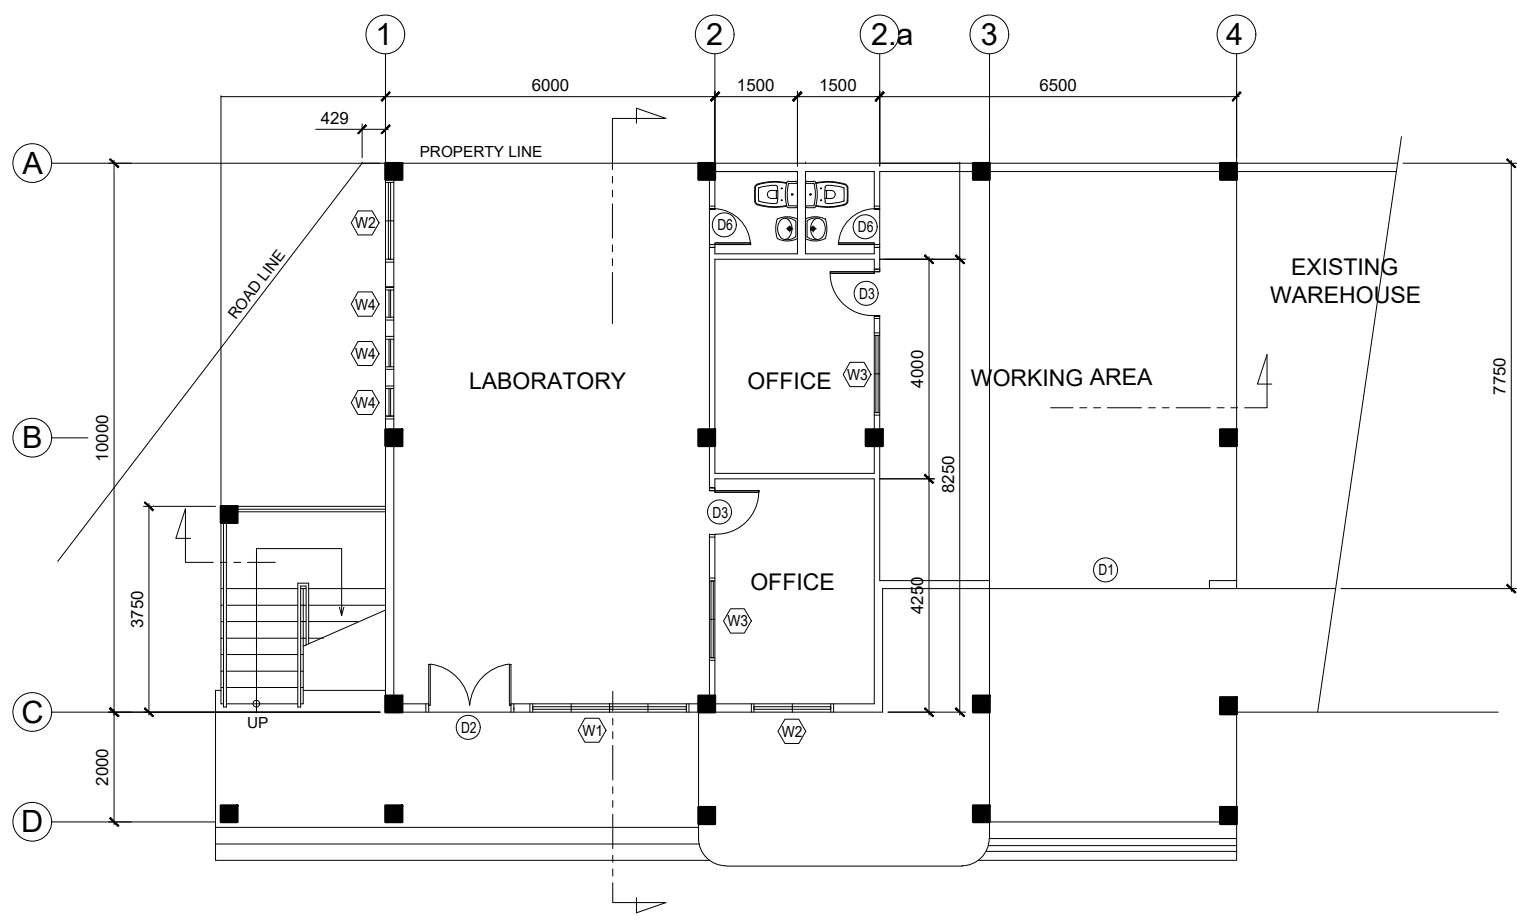 1
2
2.a
3
4
6000
1500
1500
6500
429
PROPERTY LINE
A
W2
D6
D6
ROAD LINE
EXISTING
WAREHOUSE
D3
W4
W4
W4
LABORATORY
OFFICE
W3
4000
WORKING AREA
7750
B
10000
8250
D3
D1
OFFICE
4250
3750
W3
C
UP
D2
W1
W2
2000
D